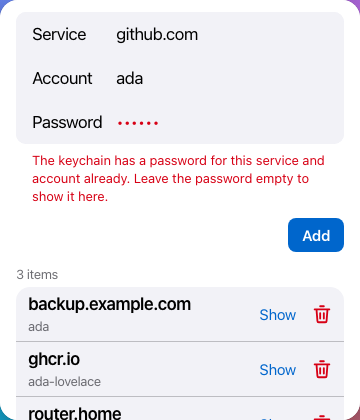 Service github.com
Account ada
Password ••••••
The keychain has a password for this service and
account already. Leave the password empty to
show it here.
Add
3 items
backup.example.com
ada
Show
ghcr.io
ada-lovelace
Show
router.home